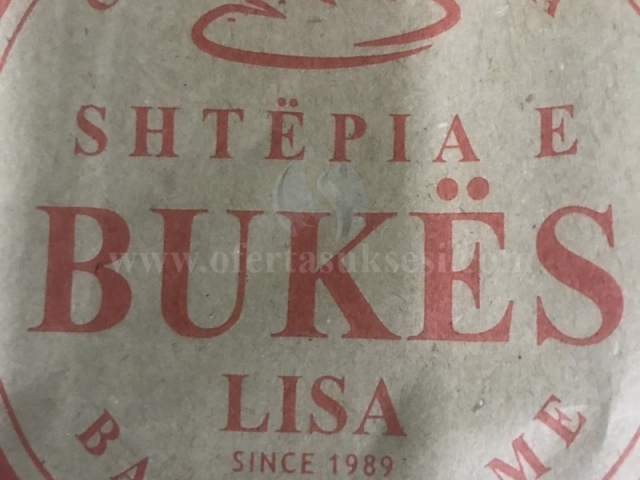 SHTËPIA E
BUKËS
www.ofertasuksesi.com
LISA
SINCE 1989